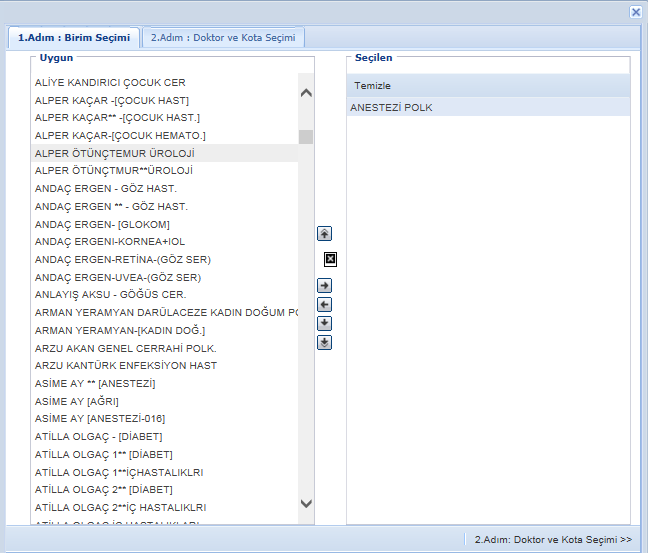 1.Adım : Birim Seçimi
2.Adım : Doktor ve Kota Seçimi
Uygun
ALİYE KANDIRICI ÇOCUK CER
ALPER KAÇAR -[ÇOCUK HAST]
ALPER KAÇAR** -[ÇOCUK HAST.]
ALPER KAÇAR-[ÇOCUK HEMATO.]
ALPER ÖTÜNÇTEMUR ÜROLOJİ
ALPER ÖTÜNÇTMUR**ÜROLOJİ
ANDAÇ ERGEN - GÖZ HAST.
ANDAÇ ERGEN ** - GÖZ HAST.
ANDAÇ ERGEN- [GLOKOM]
ANDAÇ ERGENI-KORNEA+IOL
ANDAÇ ERGEN-RETİNA-(GÖZ SER)
ANDAÇ ERGEN-UVEA-(GÖZ SER)
ANLAYIŞ AKSU - GÖĞÜS CER.
ARMAN YERAMYAN DARÜLACEZE KADIN DOĞUM PO
ARMAN YERAMYAN-[KADIN DOĞ.]
ARZU AKAN GENEL CERRAHİ POLK.
ARZU KANTÜRK ENFEKSİYON HAST
ASİME AY ** [ANESTEZİ]
ASİME AY [AĞRI]
ASİME AY [ANESTEZİ-016]
ATİLLA OLGAÇ - [DİABET]
ATİLLA OLGAÇ 1** [DİABET]
ATİLLA OLGAÇ 1**İÇHASTALIKLRI
ATİLLA OLGAÇ 2** [DİABET]
ATİLLA OLGAÇ 2**İÇ HASTALIKLRI
ATİLLA OLGAÇ İÇ HASTALIKLARI
Seçilen
Temizle
ANESTEZİ POLK
2.Adım: Doktor ve Kota Seçimi >>